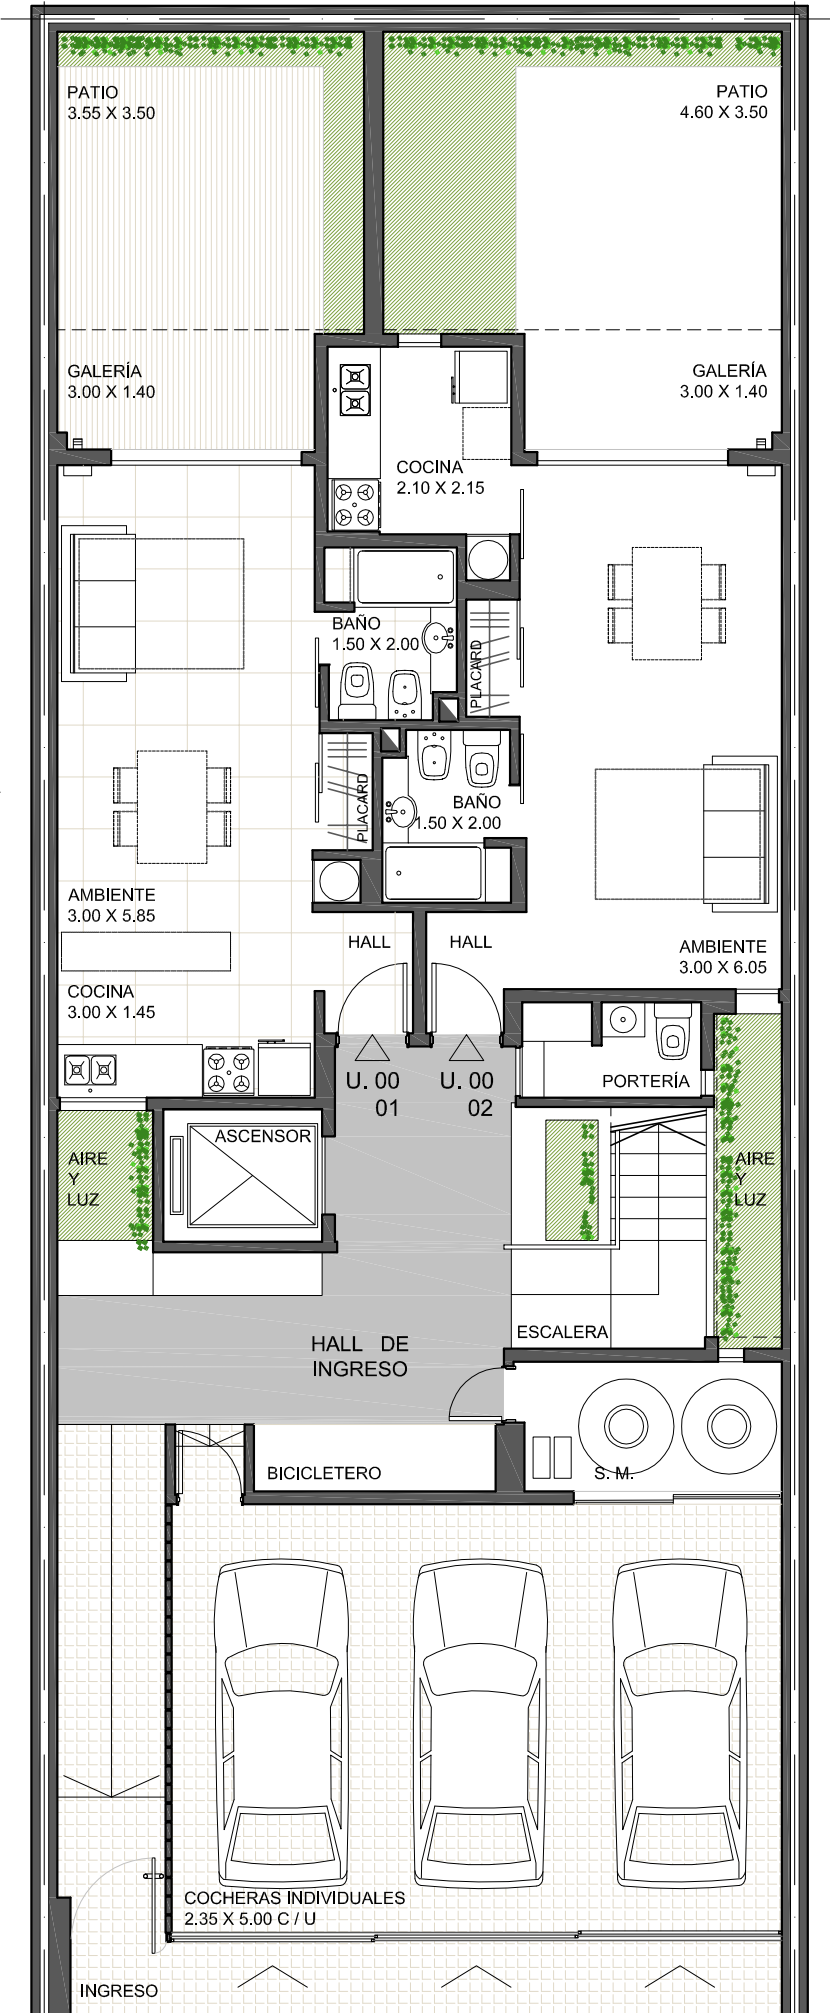 PATIO
3.55 X 3.50
PATIO
4.60 X 3.50
GALERÍA
3.00 X 1.40
GALERÍA
3.00 X 1.40
COCINA
2.10 X 2.15
BAÑO
1.50 X 2.00
PLACARD
PLACARD
BAÑO
1.50 X 2.00
AMBIENTE
3.00 X 5.85
HALL
HALL
AMBIENTE
3.00 X 6.05
COCINA
3.00 X 1.45
U. 00
01
U. 00
02
PORTERÍA
ASCENSOR
AIRE
Y
LUZ
AIRE
Y
LUZ
ESCALERA
HALL DE
INGRESO
BICICLETERO
S. M.
COCHERAS INDIVIDUALES
2.35 X 5.00 C / U
INGRESO